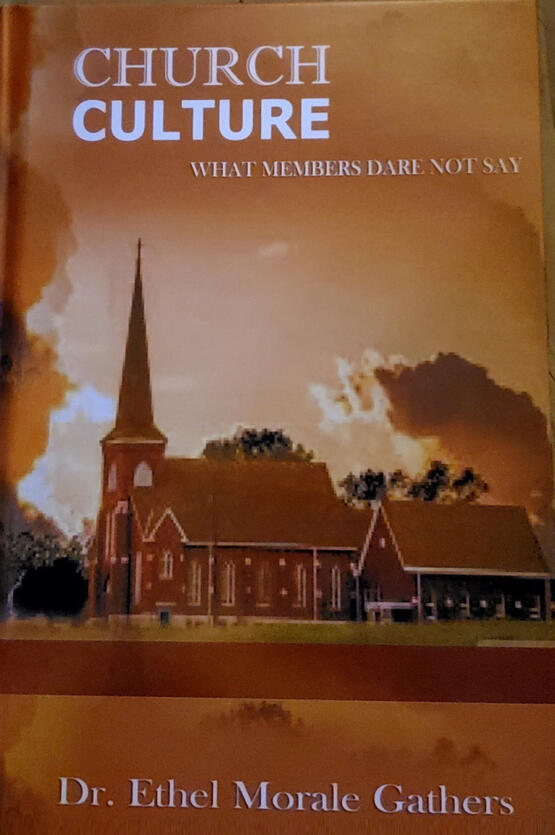 CHURCH
CULTURE
WHAT MEMBERS DARE NOT SAY
Dr. Ethel Morale Gathers